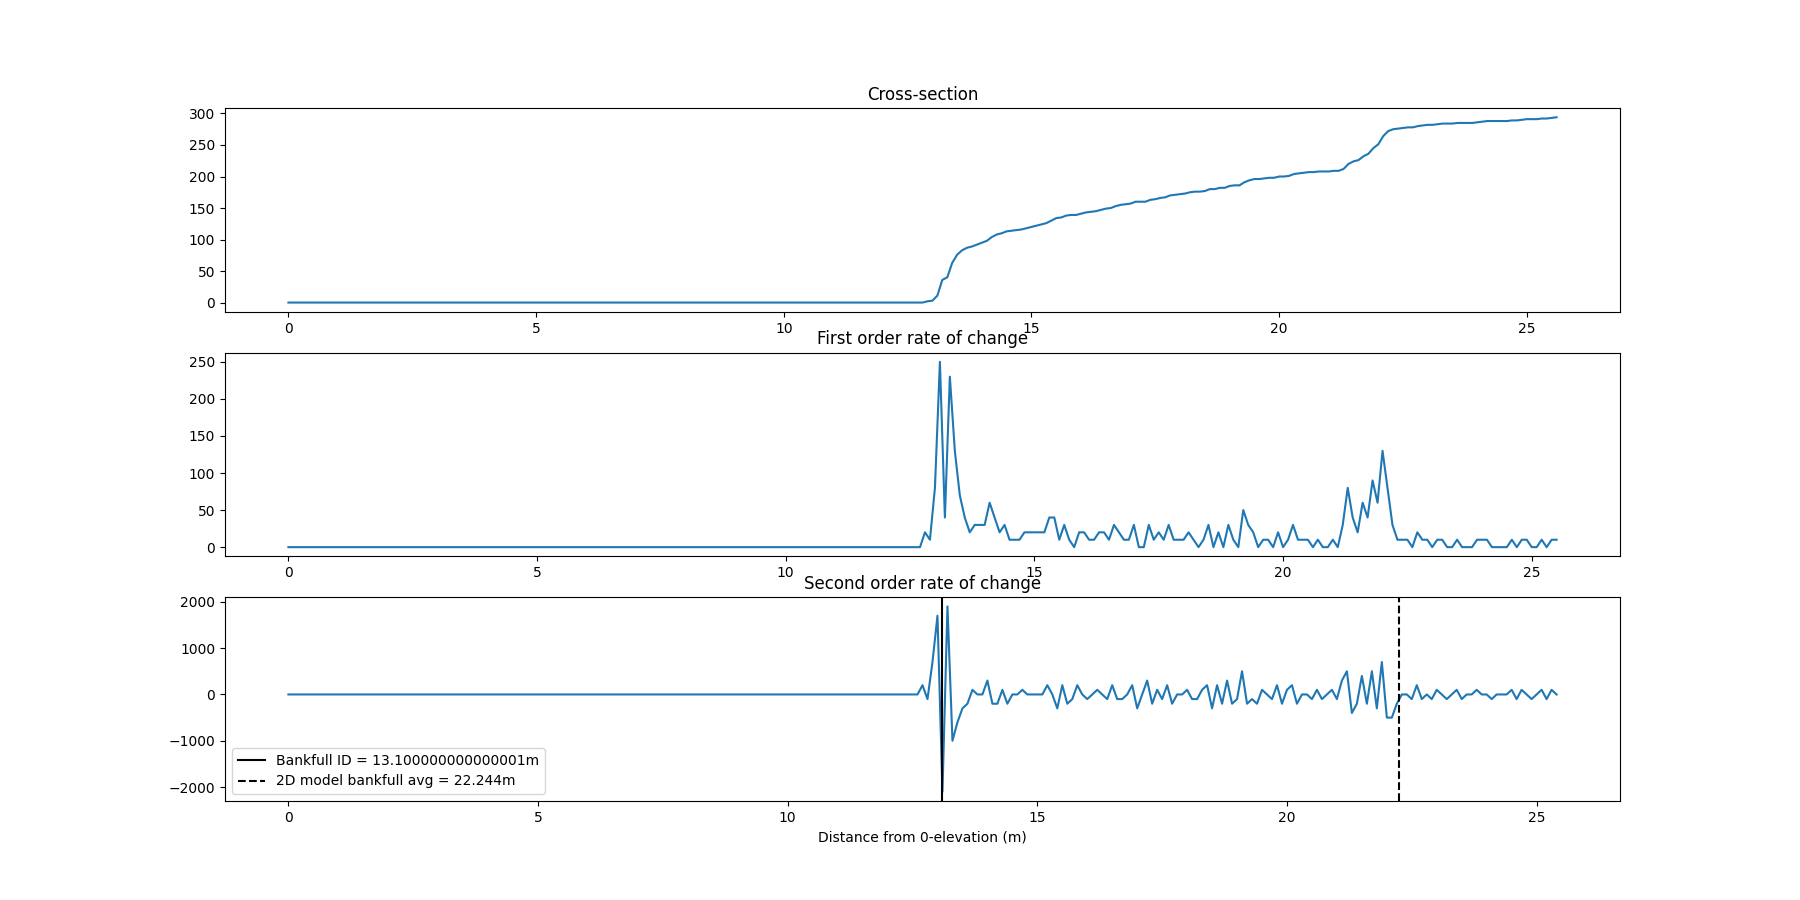 Cross-section
300
250
200
150
100
50
0
0 5 10 15 20 25
First order rate of change
250
200
150
100
50
0
0 5 10 15 20 25
Second order rate of change
2000
1000
0
−1000
−2000
Bankfull ID = 13.100000000000001m
2D model bankfull avg = 22.244m
0 5 10 15 20 25
Distance from 0-elevation (m)